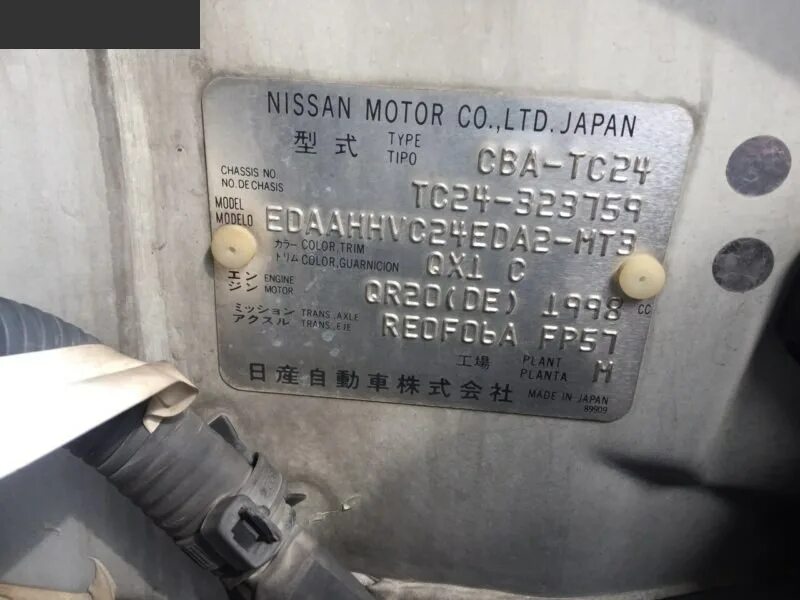 NISSAN MOTOR CO.,LTD. JAPAN
型式 TYPE TIPO CBA-TC24
CHASSIS NO. NO. DE CHASIS TC24-323759
MODEL MODELO EDAAHHVC24EDA2-MT3
カラートリム COLOR,TRIM COLOR,GUARNICION QX1 C
エンジン ENGINE MOTOR QR20(DE) 1998 CC
ミッションアクスル TRANS.,AXLE TRANS.,EJE RE0F06A FP57
工場 PLANT PLANTA M
日産自動車株式会社 MADE IN JAPAN
89909